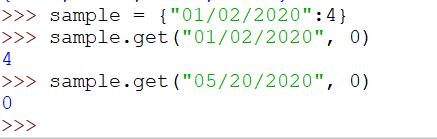 >>> sample = {"01/02/2020":4}
>>> sample.get("01/02/2020", 0)
4
>>> sample.get("05/20/2020", 0)
0
>>>